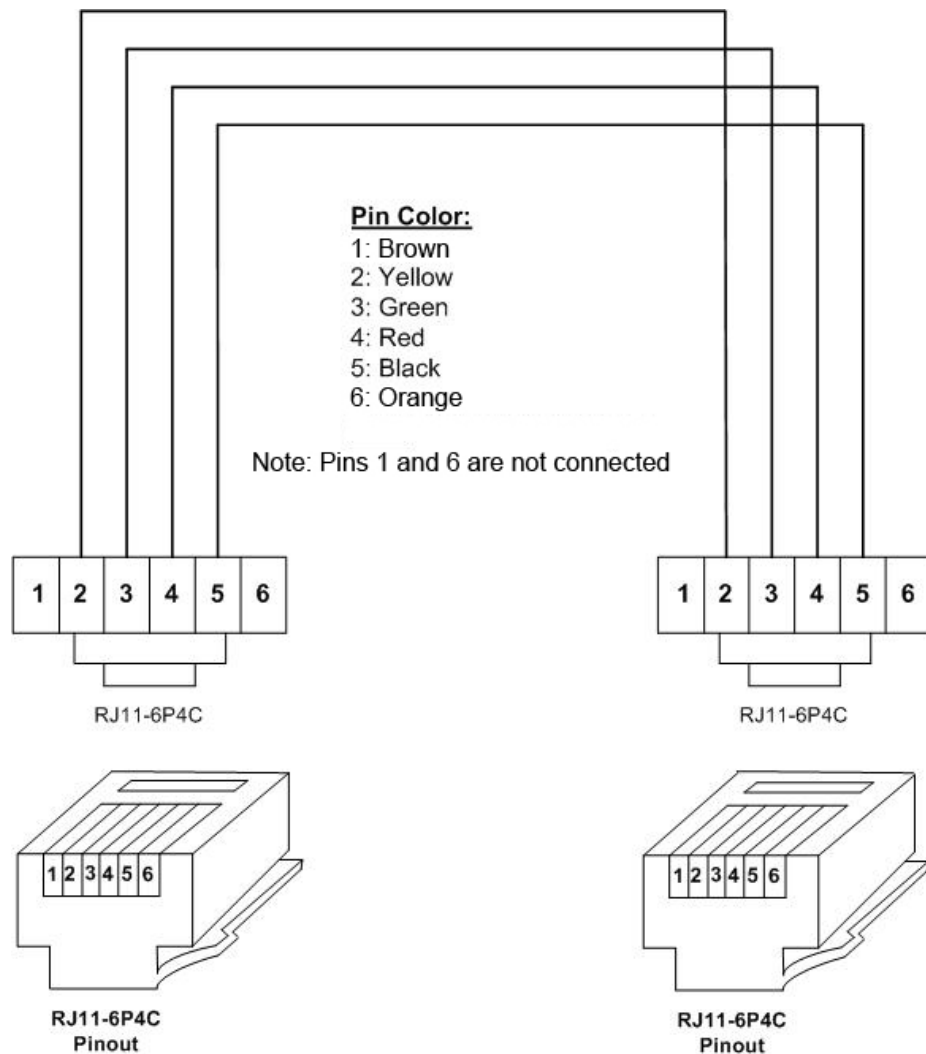 Pin Color:
1: Brown
2: Yellow
3: Green
4: Red
5: Black
6: Orange
Note: Pins 1 and 6 are not connected
1 2 3 4 5 6
1 2 3 4 5 6
RJ11-6P4C
RJ11-6P4C
1 2 3 4 5 6
1 2 3 4 5 6
RJ11-6P4C
Pinout
RJ11-6P4C
Pinout